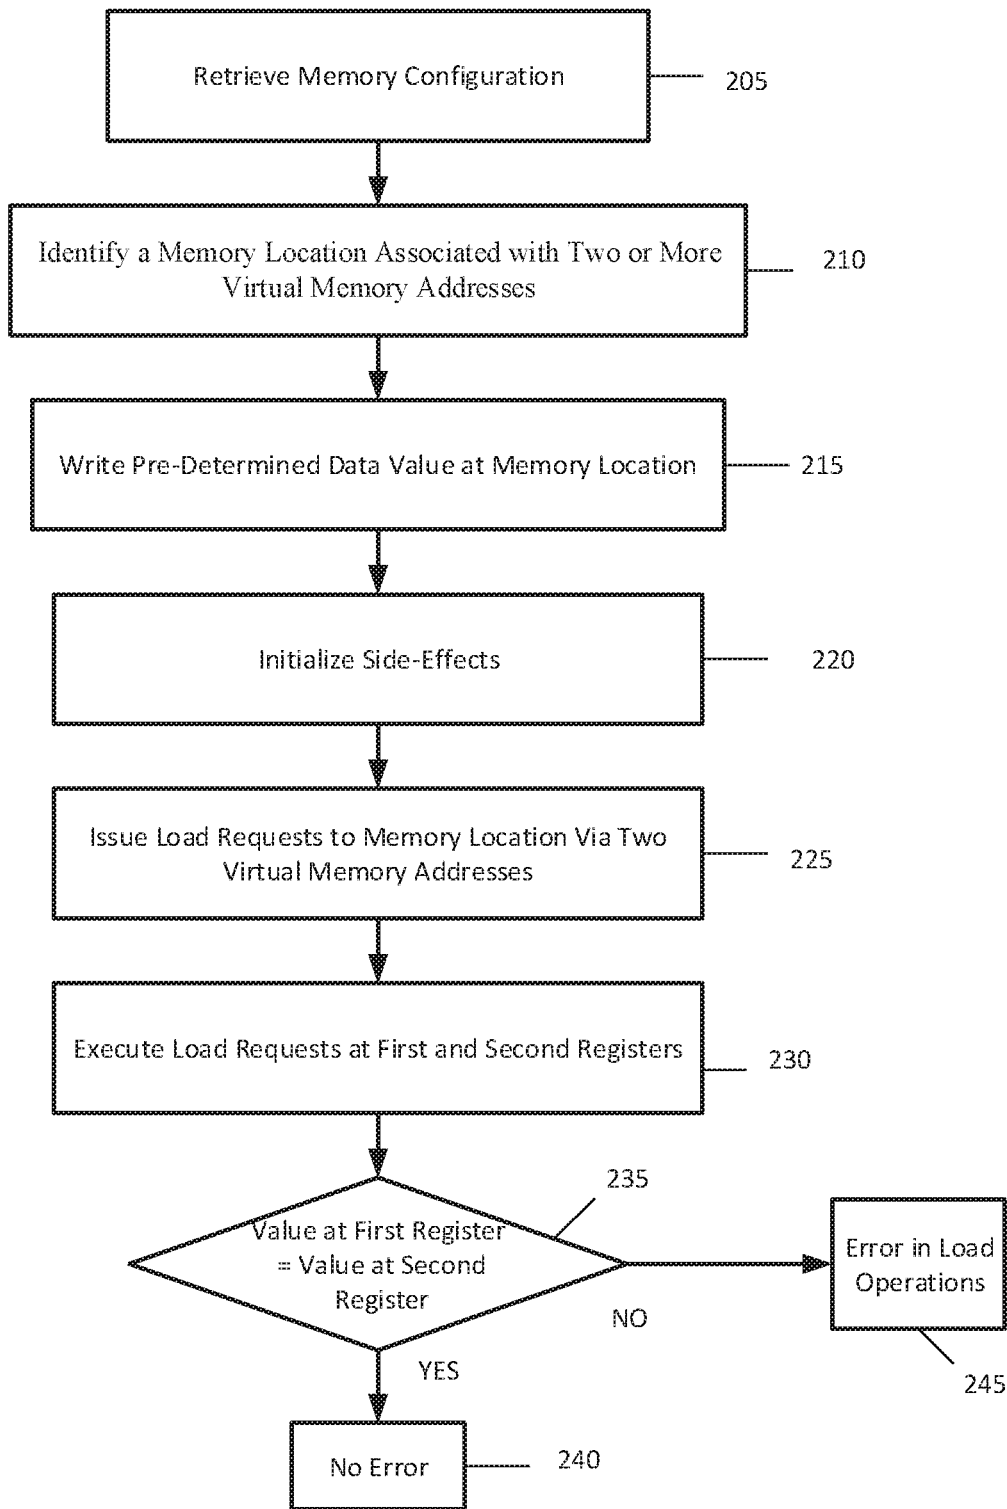 Retrieve Memory Configuration
205
Identify a Memory Location Associated with Two or More
Virtual Memory Addresses
210
Write Pre-Determined Data Value at Memory Location
215
Initialize Side-Effects
220
Issue Load Requests to Memory Location Via Two
Virtual Memory Addresses
225
Execute Load Requests at First and Second Registers
230
235
Value at First Register
= Value at Second
Register
NO
Error in Load
Operations
245
YES
No Error
240